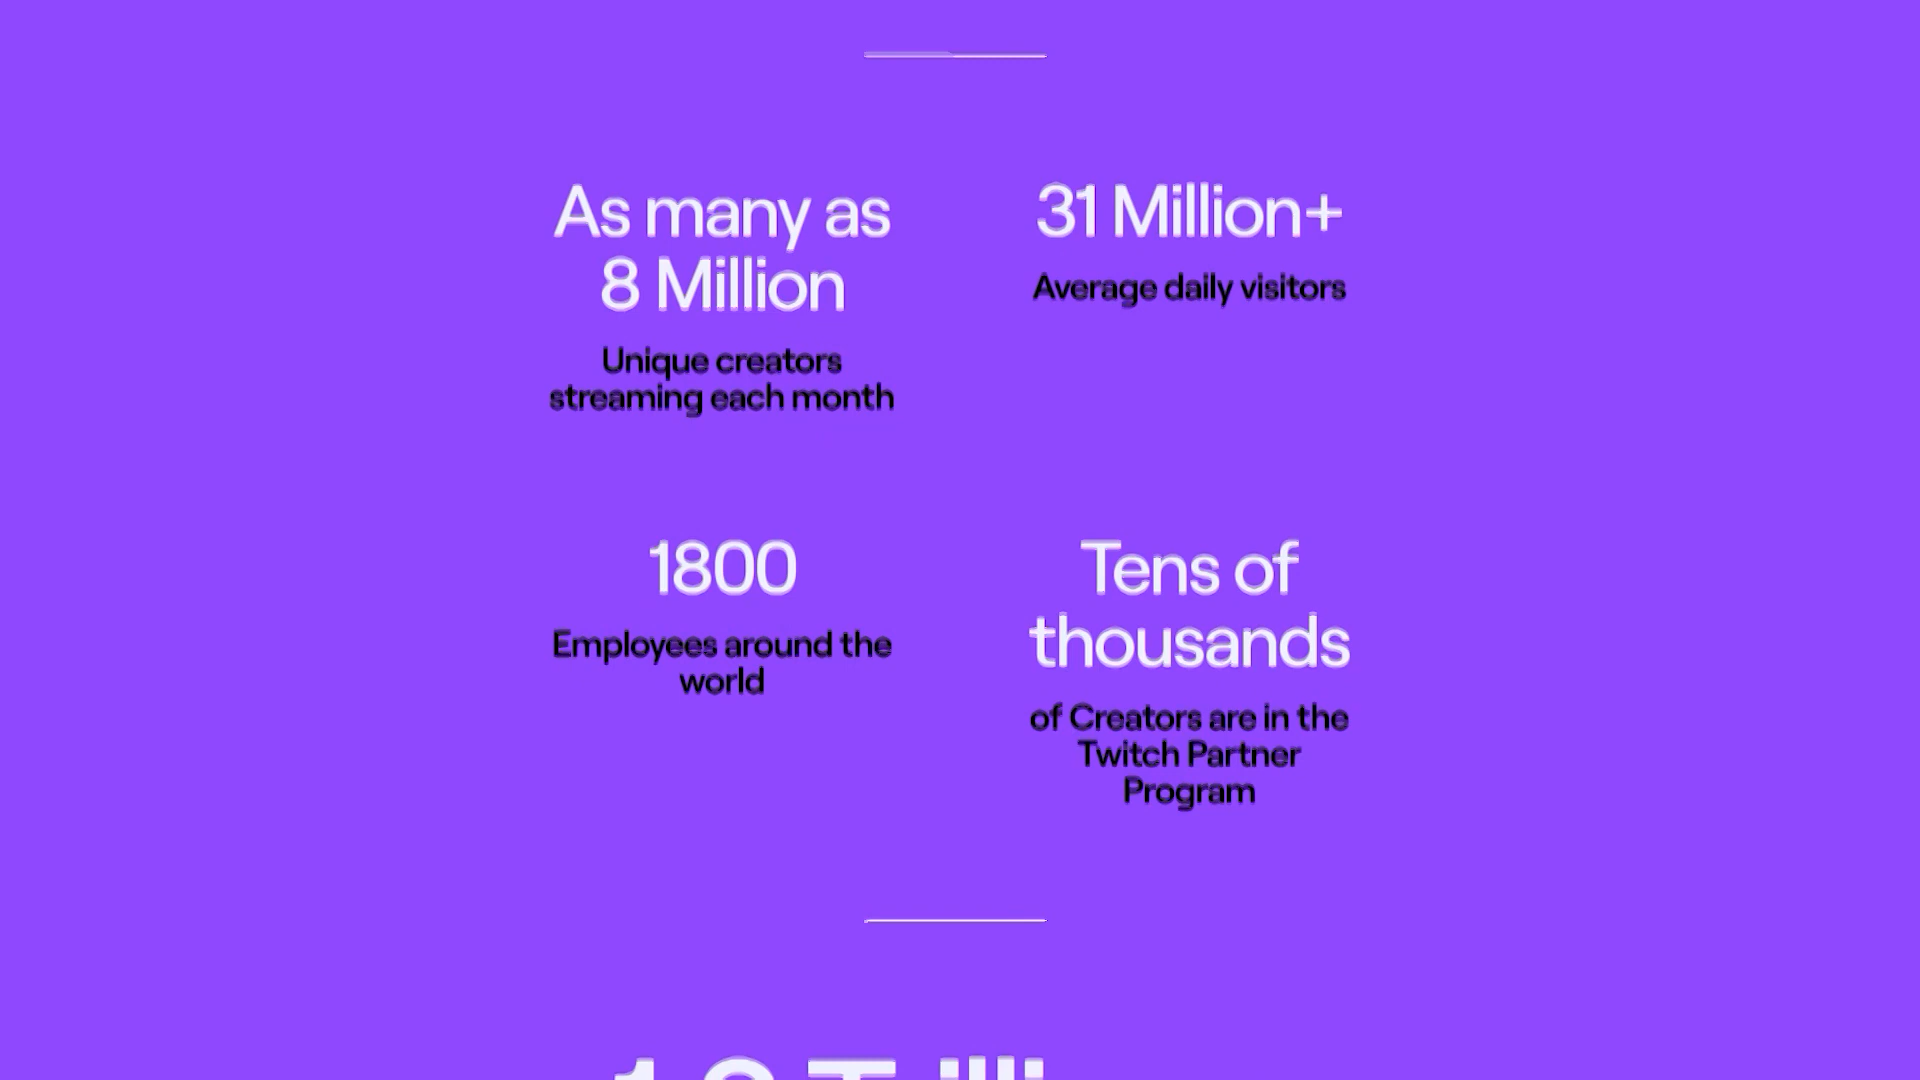 As many as
8 Million
Unique creators
streaming each month
31 Million+
Average daily visitors
1800
Employees around the
world
Tens of
thousands
of Creators are in the
Twitch Partner
Program